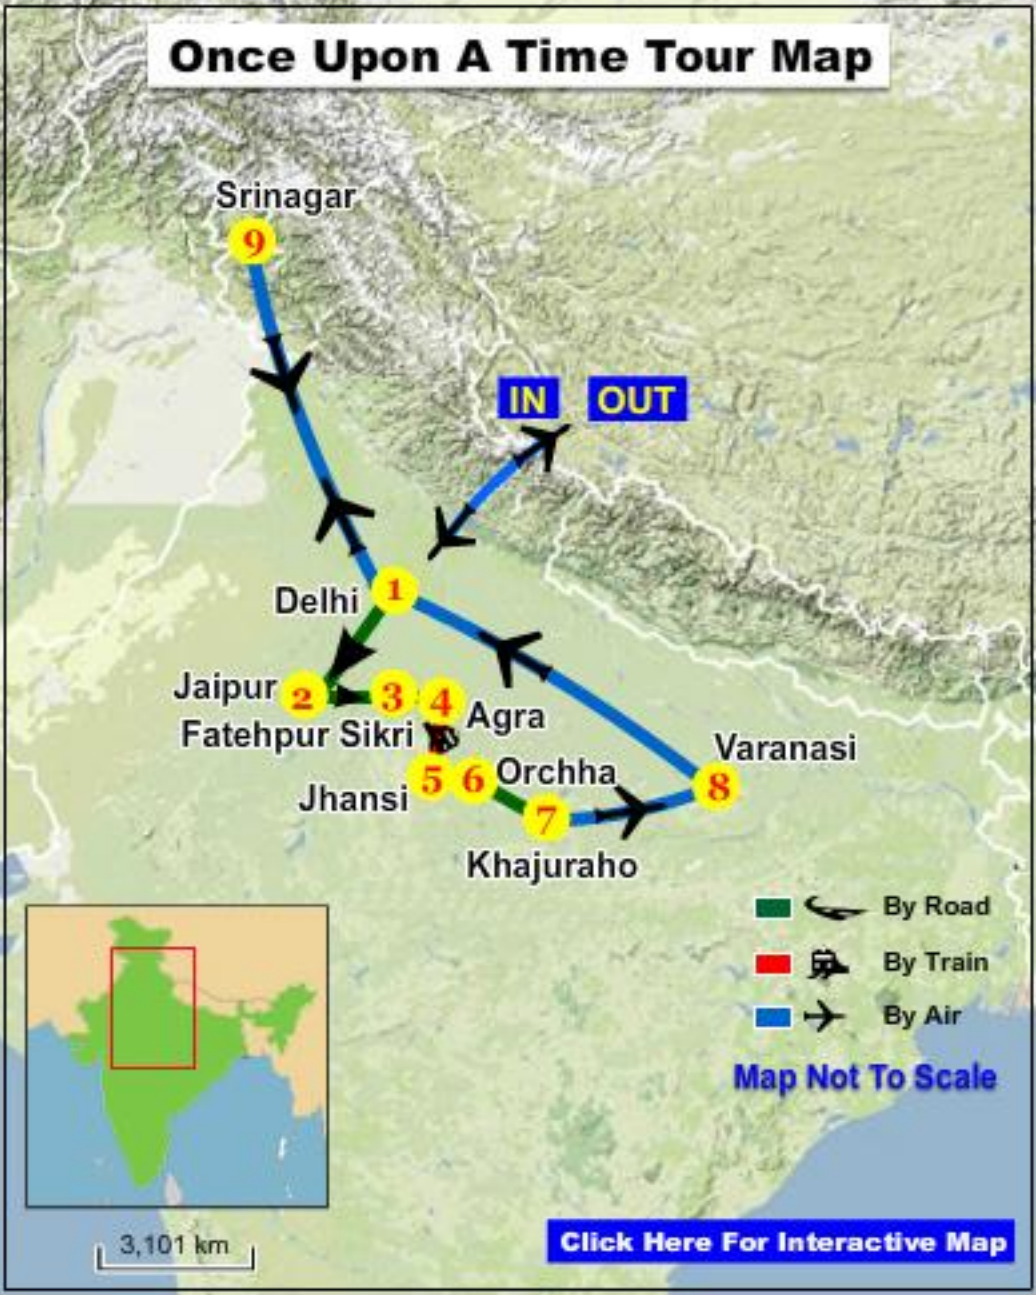 Once Upon A Time Tour Map
Srinagar
9
IN OUT
Delhi 1
Jaipur 2 3 4 Agra
Fatehpur Sikri
Varanasi
5 6 Orchha 8
Jhansi
7
Khajuraho
By Road
By Train
By Air
Map Not To Scale
3,101 km
Click Here For Interactive Map